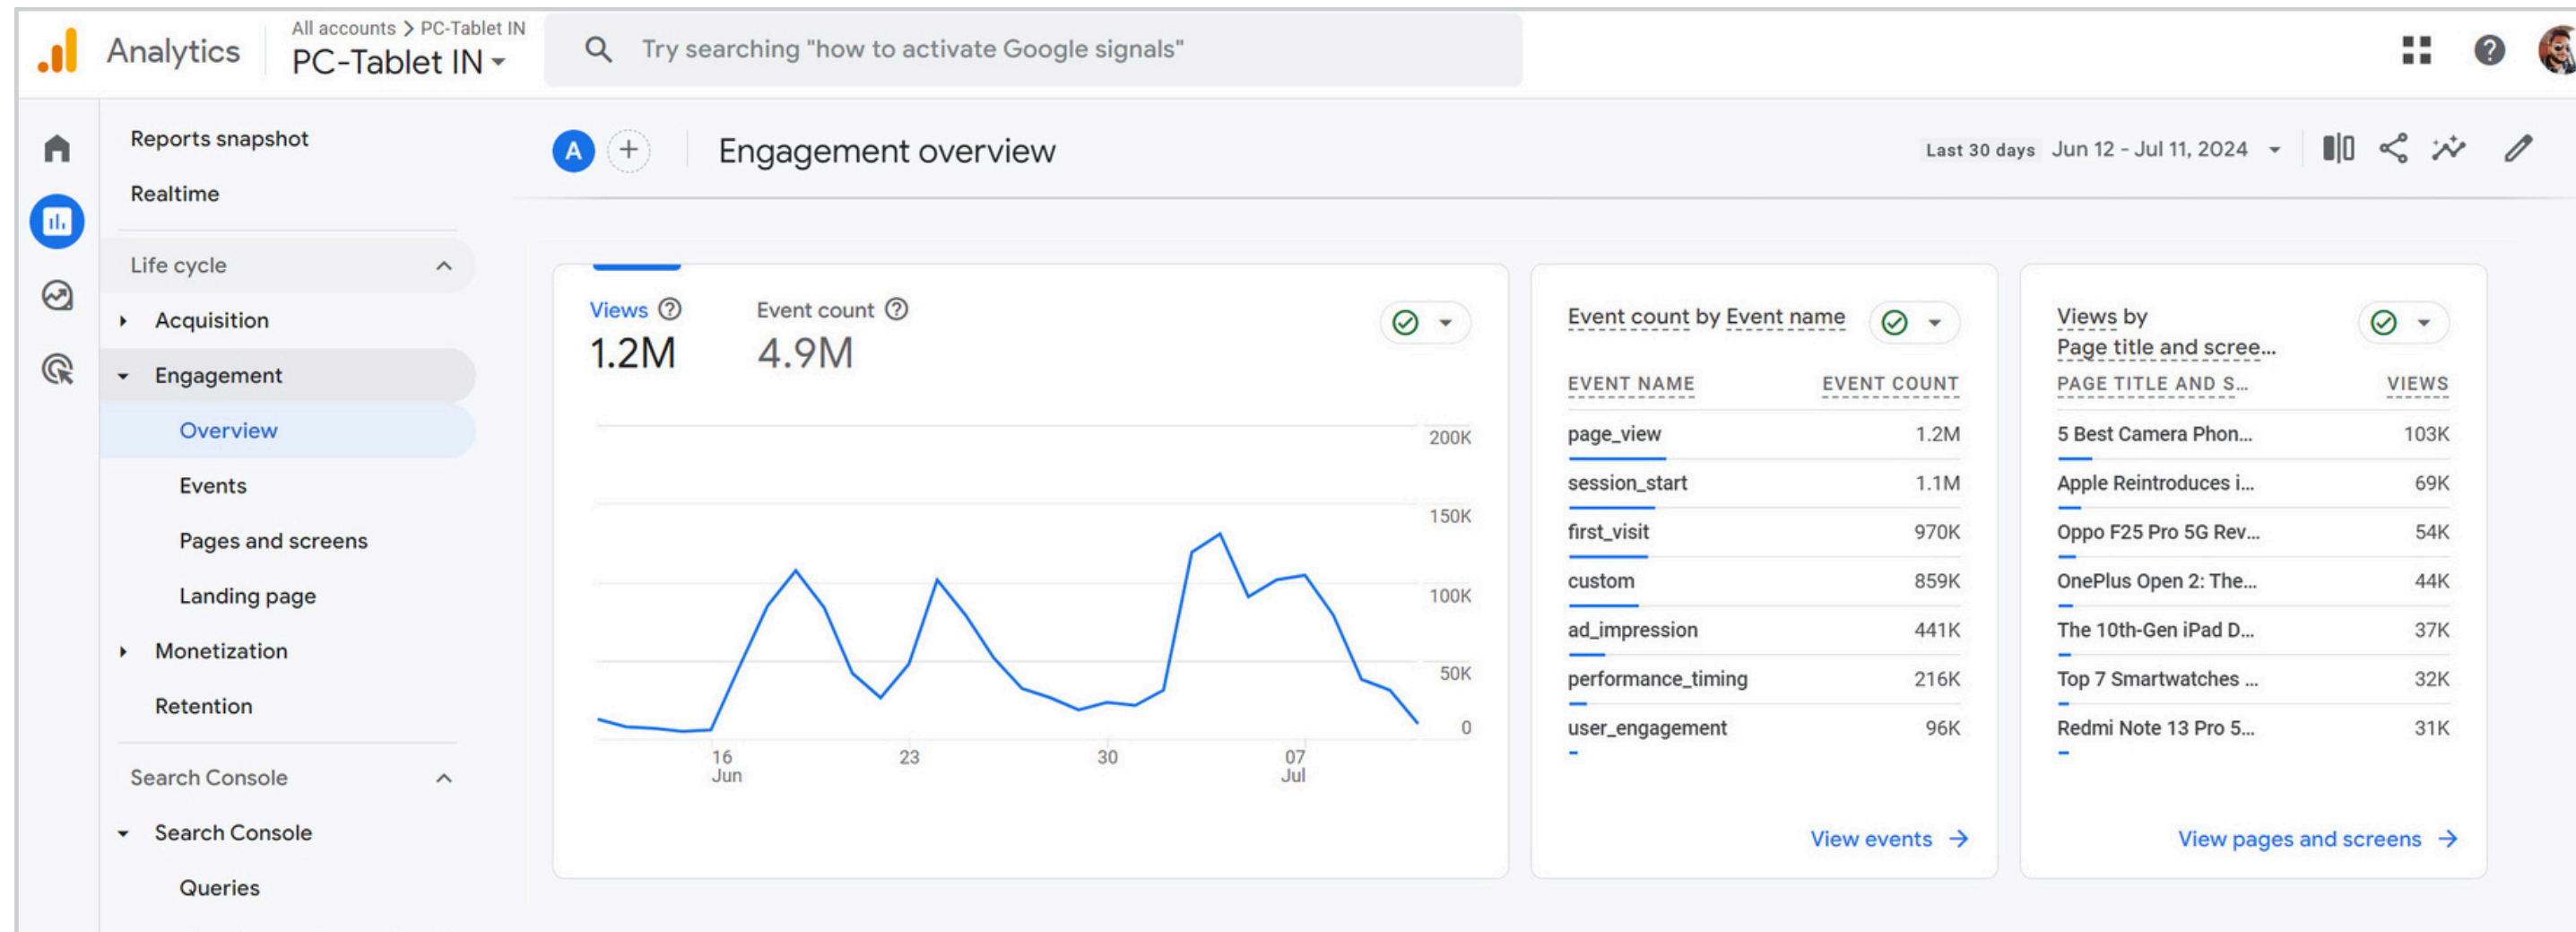 Analytics
All accounts > PC-Tablet IN
PC-Tablet IN
Try searching "how to activate Google signals"
Reports snapshot
Realtime
Life cycle
Acquisition
Engagement
Overview
Events
Pages and screens
Landing page
Monetization
Retention
Search Console
Search Console
Queries
A
Engagement overview
Last 30 days Jun 12 - Jul 11, 2024
Views
1.2M
Event count
4.9M
200K
150K
100K
50K
0
16
Jun
23
30
07
Jul
Event count by Event name
EVENT NAME EVENT COUNT
page_view 1.2M
session_start 1.1M
first_visit 970K
custom 859K
ad_impression 441K
performance_timing 216K
user_engagement 96K
View events
Views by
Page title and scree...
PAGE TITLE AND S... VIEWS
5 Best Camera Phon... 103K
Apple Reintroduces i... 69K
Oppo F25 Pro 5G Rev... 54K
OnePlus Open 2: The... 44K
The 10th-Gen iPad D... 37K
Top 7 Smartwatches ... 32K
Redmi Note 13 Pro 5... 31K
View pages and screens